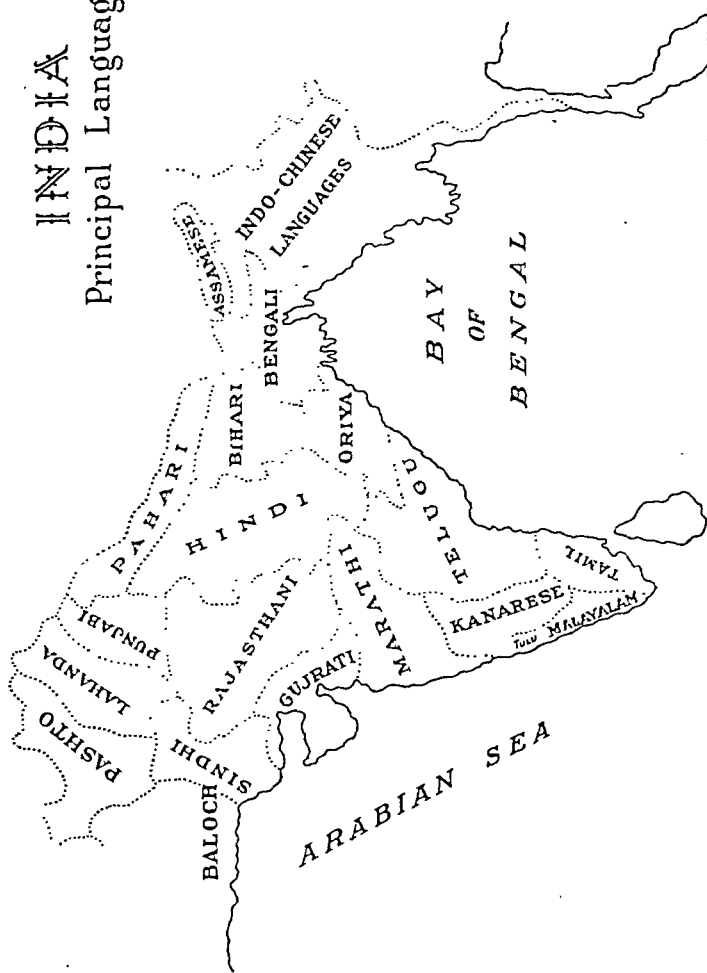 INDIA
Principal Languag
PASHTO
LAHANDA
PUNJABI
PAHARI
BALOCH
SINDHI
RAJASTHANI
HINDI
BIHARI
ASSAMESE
BENGALI
INDO-CHINESE
LANGUAGES
GUJRATI
MARATHI
ORIYA
TELUGU
KANARESE
TULU
MALAYALAM
TAMIL
ARABIAN SEA
BAY
OF
BENGAL